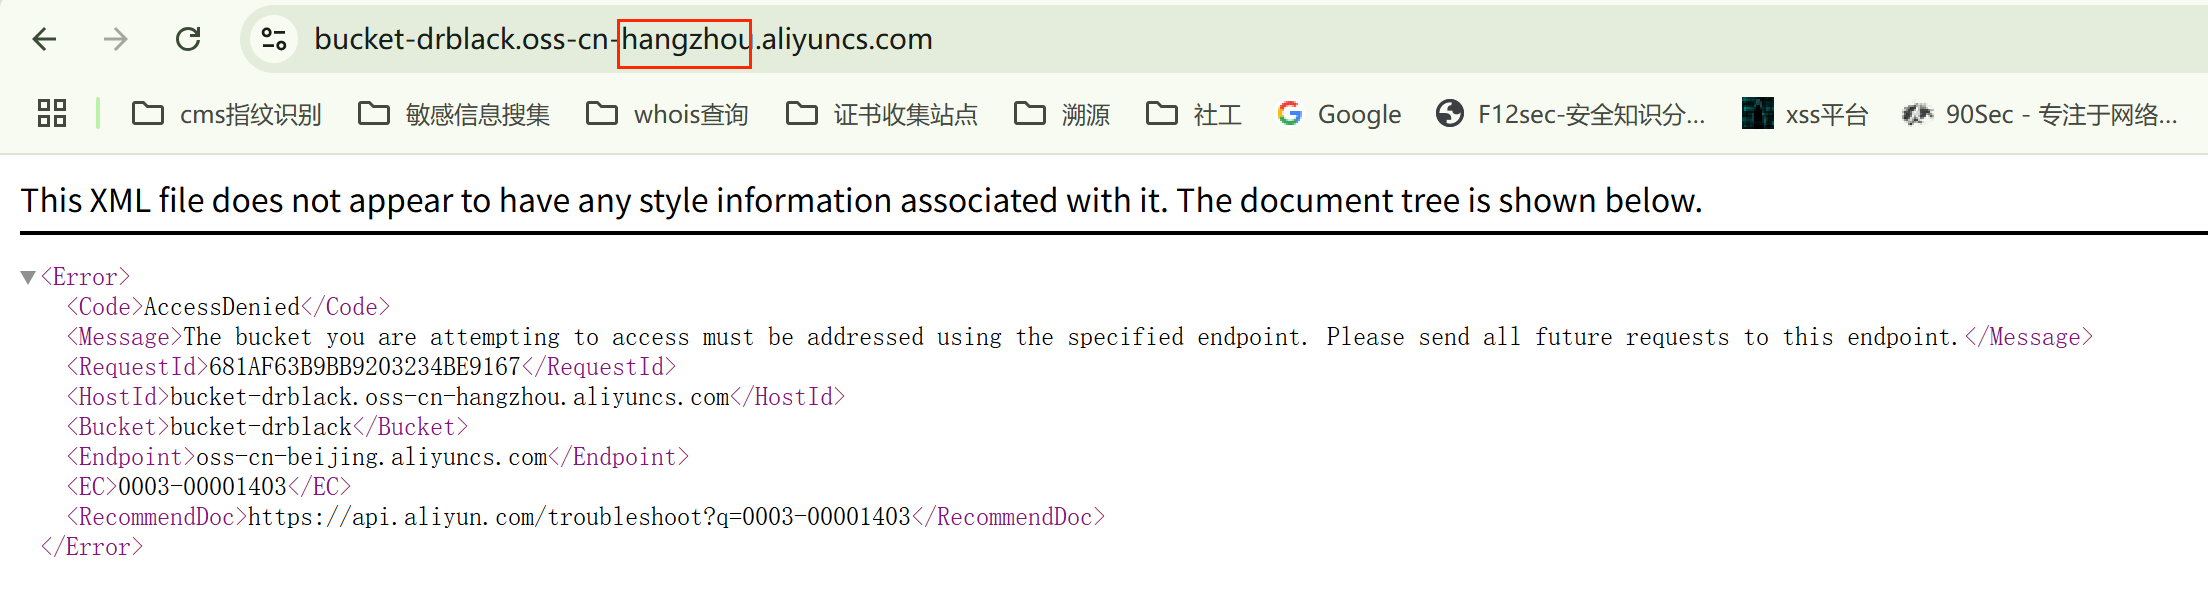 bucket-drblack.oss-cn-hangzhou.aliyuncs.com
cms指纹识别 敏感信息搜集 whois查询 证书收集站点 溯源 社工 Google F12sec-安全知识分... xss平台 90Sec - 专注于网络...
This XML file does not appear to have any style information associated with it. The document tree is shown below.
<Error>
<Code>AccessDenied</Code>
<Message>The bucket you are attempting to access must be addressed using the specified endpoint. Please send all future requests to this endpoint.</Message>
<RequestId>681AF63B9BB9203234BE9167</RequestId>
<HostId>bucket-drblack.oss-cn-hangzhou.aliyuncs.com</HostId>
<Bucket>bucket-drblack</Bucket>
<Endpoint>oss-cn-beijing.aliyuncs.com</Endpoint>
<EC>0003-00001403</EC>
<RecommendDoc>https://api.aliyun.com/troubleshoot?q=0003-00001403</RecommendDoc>
</Error>